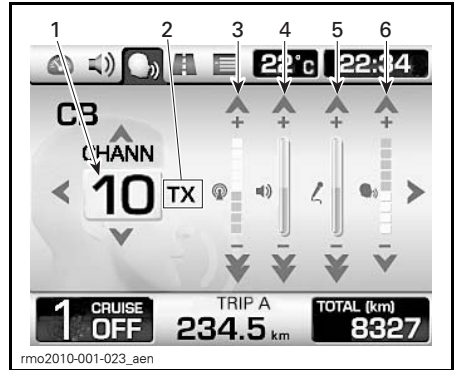 1 2 3 4 5 6
22°C 22:34
CB
CHANN
10 TX
+ + + +
− − − −
1 CRUISE OFF
TRIP A
234.5 km
TOTAL (km)
8327
rmo2010-001-023_aen